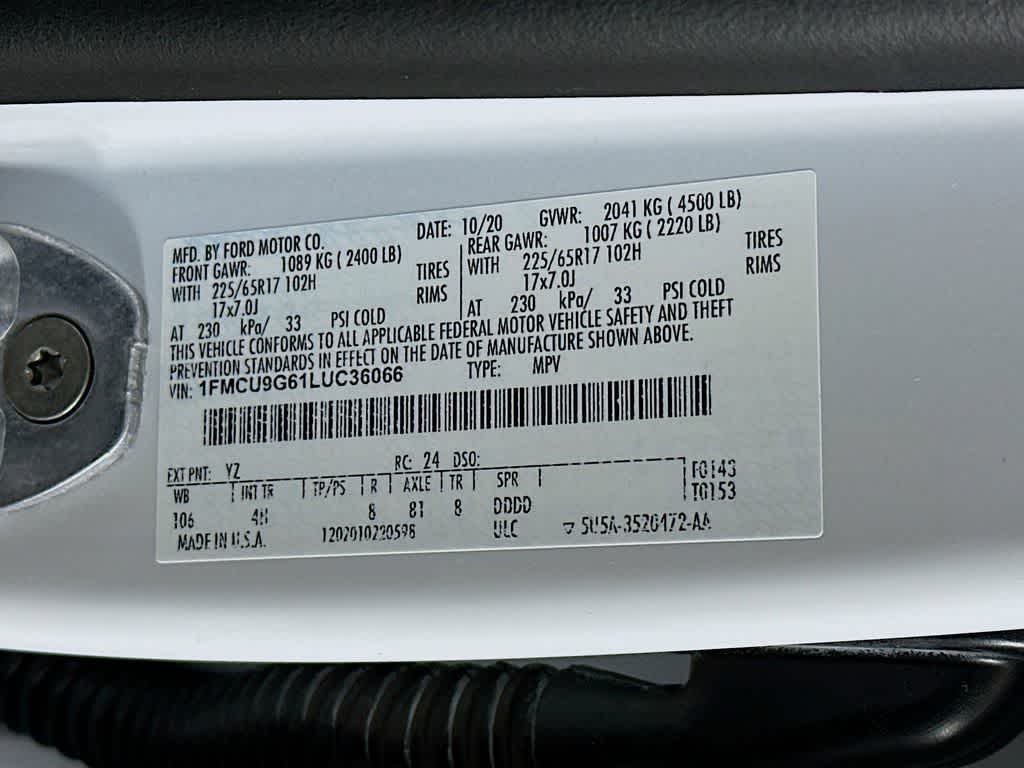 MFD. BY FORD MOTOR CO. DATE: 10/20 GVWR: 2041 KG ( 4500 LB)
FRONT GAWR: 1089 KG ( 2400 LB) REAR GAWR: 1007 KG ( 2220 LB)
WITH 225/65R17 102H TIRES WITH 225/65R17 102H TIRES
17x7.0J RIMS 17x7.0J RIMS
AT 230 kPa/ 33 PSI COLD AT 230 kPa/ 33 PSI COLD
THIS VEHICLE CONFORMS TO ALL APPLICABLE FEDERAL MOTOR VEHICLE SAFETY AND THEFT
PREVENTION STANDARDS IN EFFECT ON THE DATE OF MANUFACTURE SHOWN ABOVE.
VIN: 1FMCU9G61LUC36066 TYPE: MPV
EXT PNT: YZ RC: 24 DSO: F0143
WB INT TR TP/PS R AXLE TR SPR T0153
106 4H 8 81 8 DDDD
MADE IN U.S.A. ULC